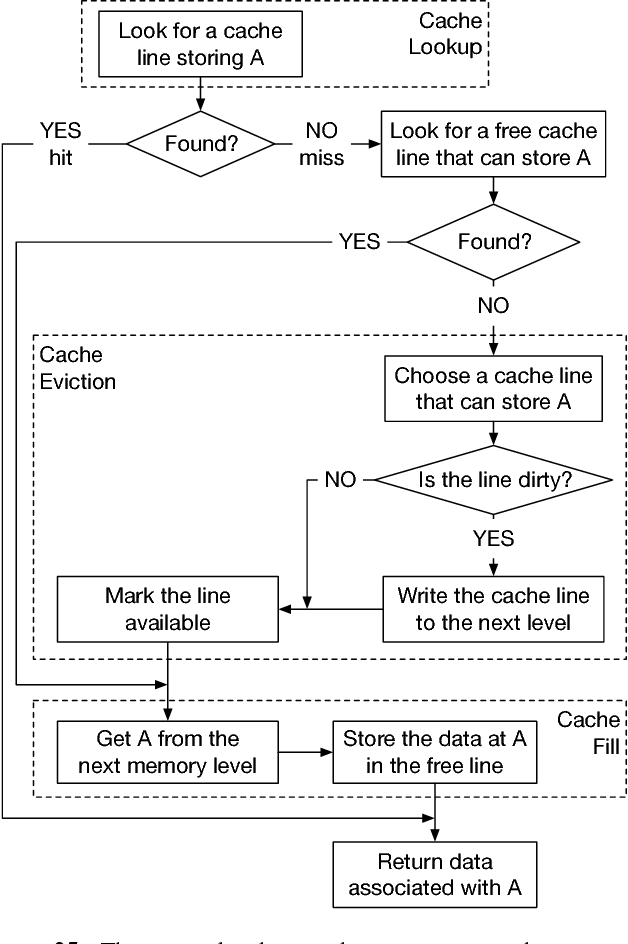 Look for a cache
line storing A
Cache
Lookup
YES
hit
Found?
NO
miss
Look for a free cache
line that can store A
YES
Found?
NO
Cache
Eviction
Choose a cache line
that can store A
NO
Is the line dirty?
YES
Mark the line
available
Write the cache line
to the next level
Get A from the
next memory level
Store the data at A
in the free line
Cache
Fill
Return data
associated with A